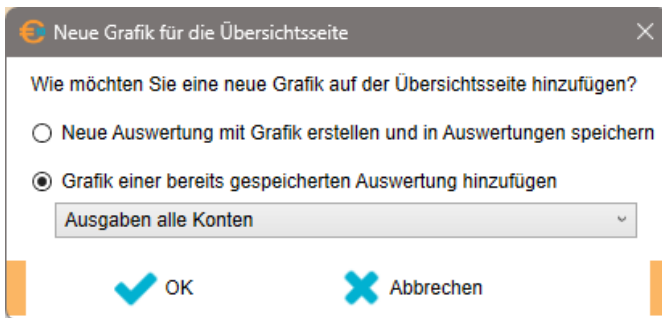 Neue Grafik für die Übersichtsseite
Wie möchten Sie eine neue Grafik auf der Übersichtsseite hinzufügen?
Neue Auswertung mit Grafik erstellen und in Auswertungen speichern
Grafik einer bereits gespeicherten Auswertung hinzufügen
Ausgaben alle Konten
OK Abbrechen